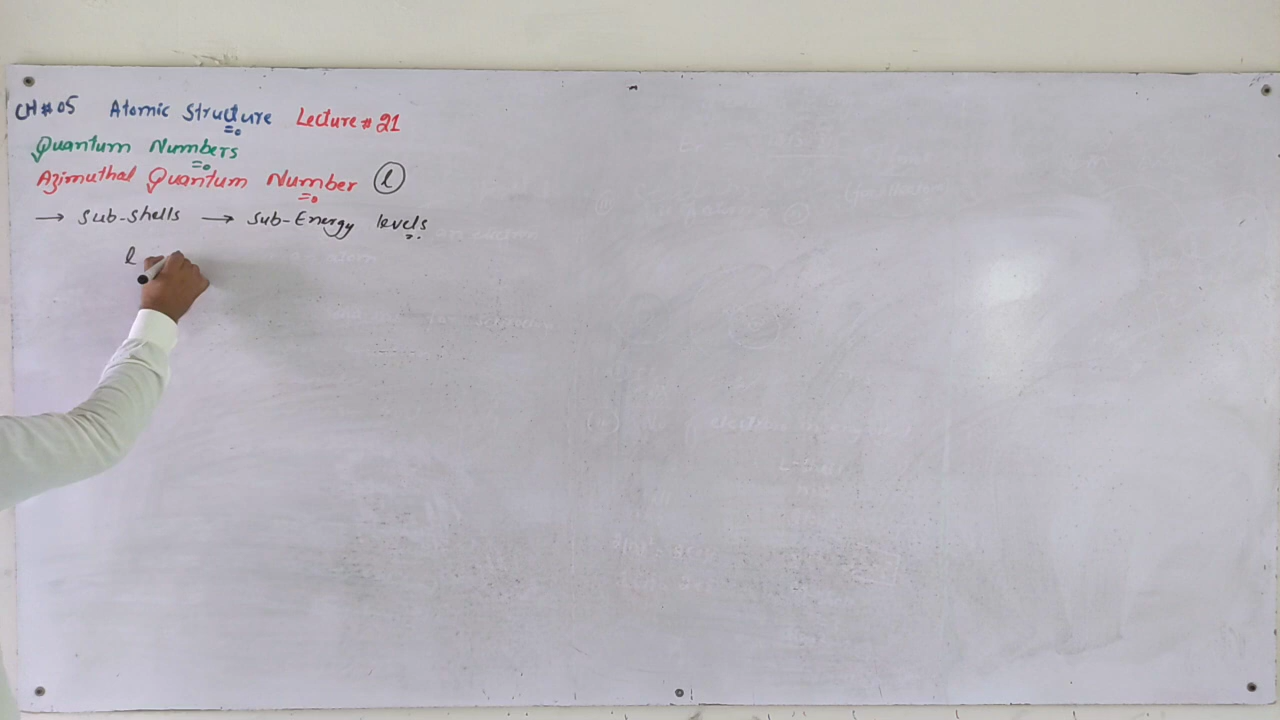 CH # 05 Atomic Structure Lecture # 21
Quantum Numbers
Azimuthal Quantum Number l
→ Sub-shells → Sub-Energy levels
l